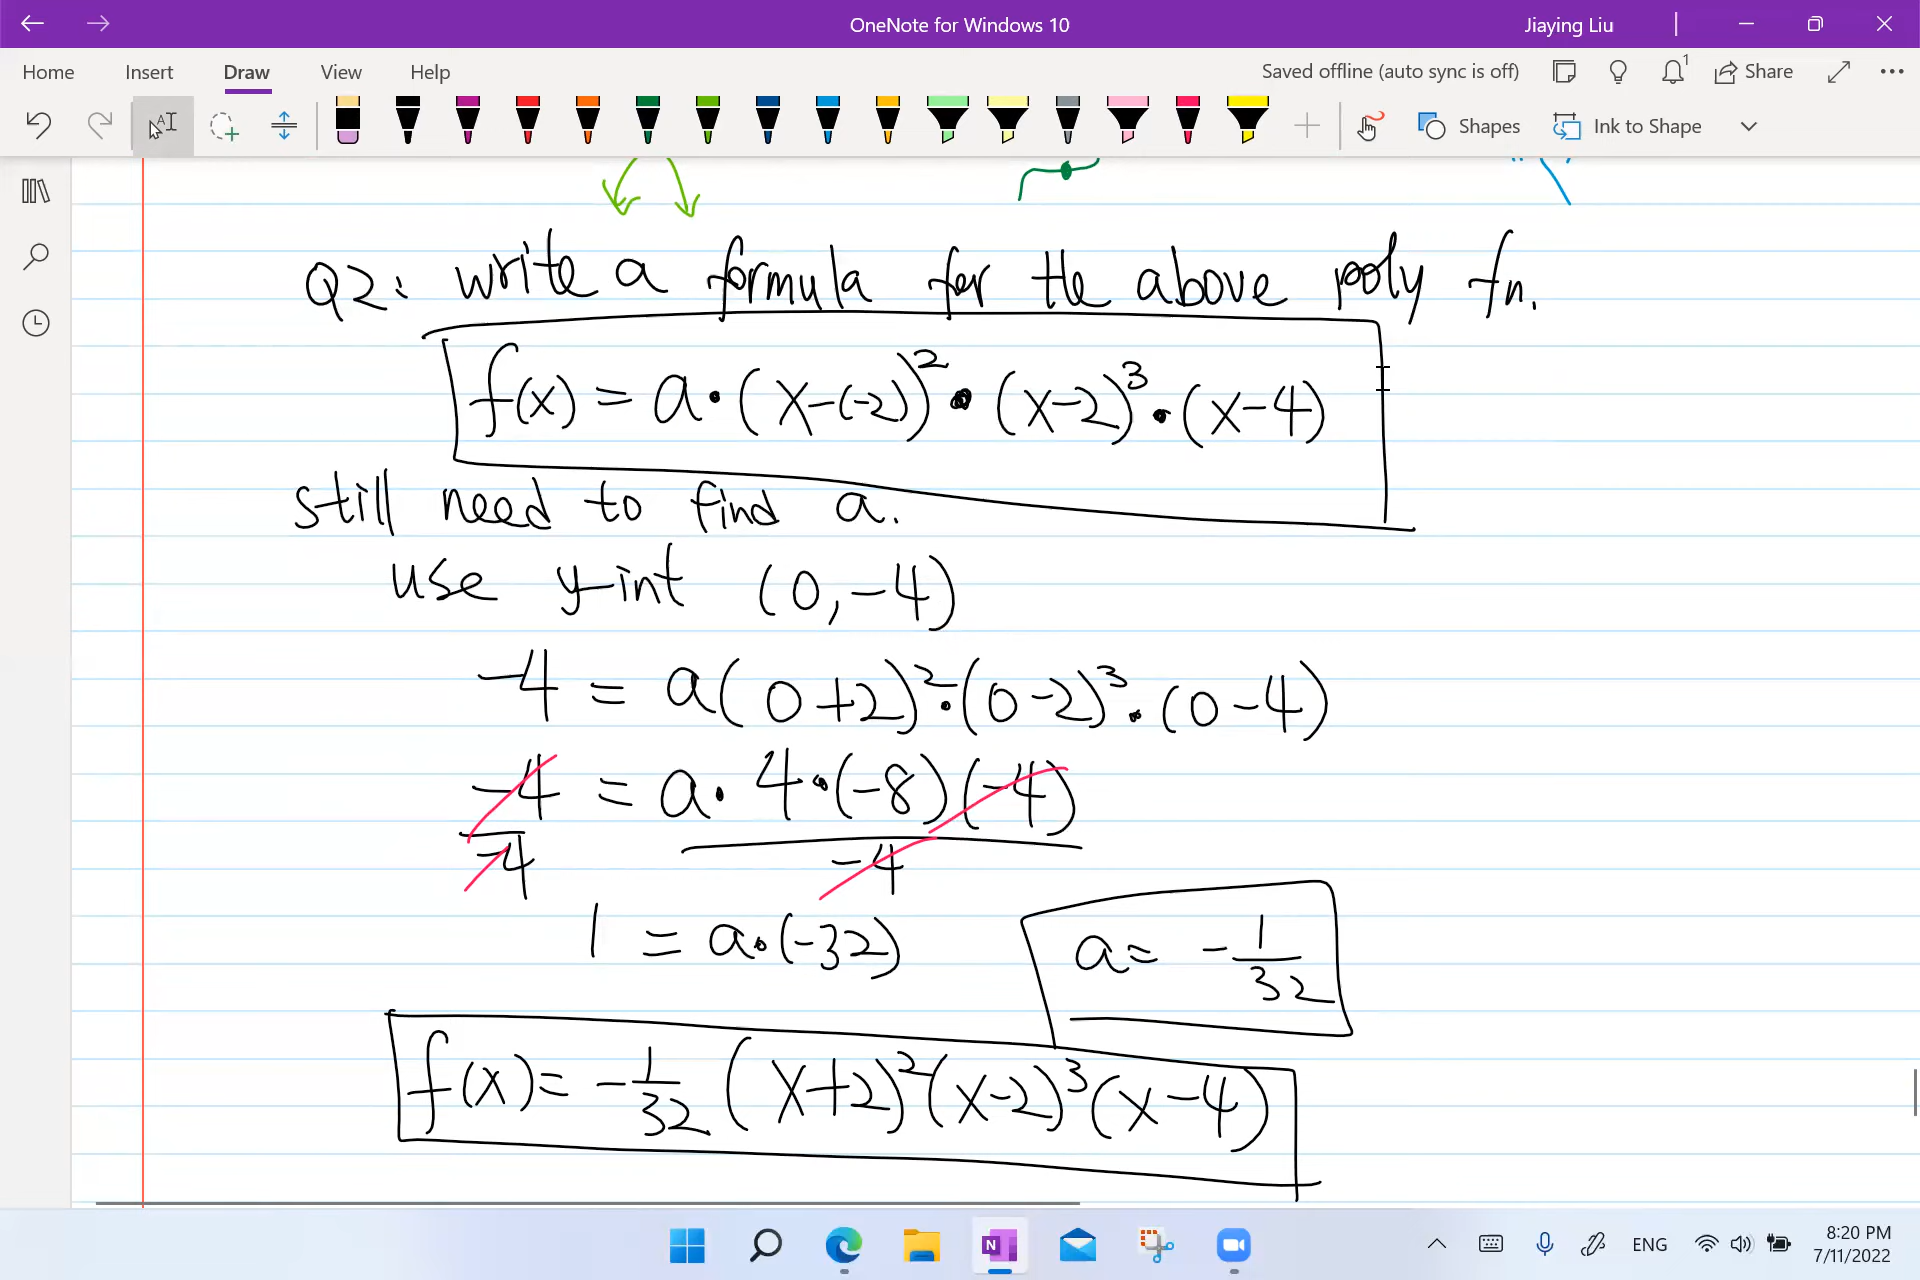 OneNote for Windows 10
Jiaying Liu
Home Insert Draw View Help
Saved offline (auto sync is off)
1
Share
Shapes
Ink to Shape
Q2: write a formula for the above poly fn.
f(x) = a·(x-(-2))²·(x-2)³·(x-4)
still need to find a.
use y-int (0,-4)
-4 = a(0+2)²·(0-2)³·(0-4)
-4 = a·4·(-8)(-4)
-4 -4
1 = a·(-32)
a = -1/32
f(x) = -1/32 (x+2)²(x-2)³(x-4)
ENG
8:20 PM
7/11/2022